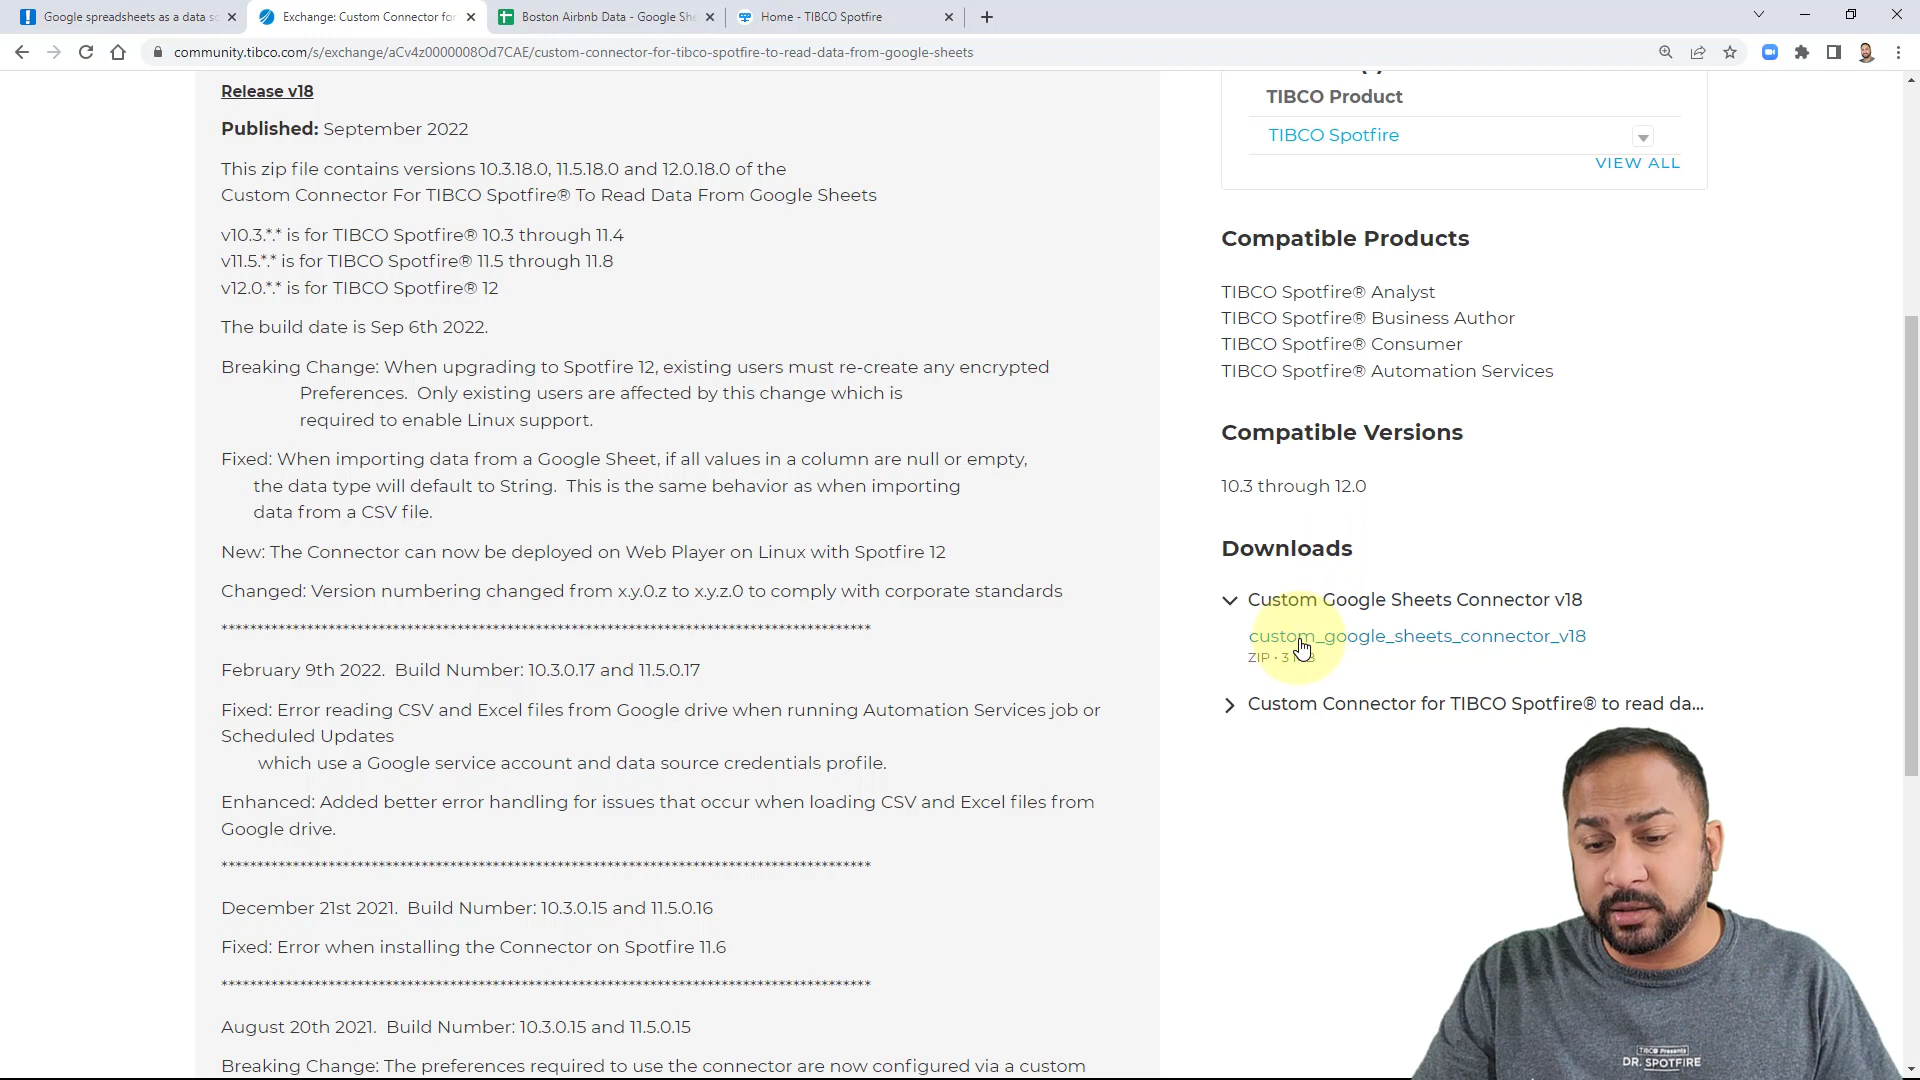 Google spreadsheets as a data so
Exchange: Custom Connector for
Boston Airbnb Data - Google She
Home - TIBCO Spotfire
community.tibco.com/s/exchange/aCv4z0000008Od7CAE/custom-connector-for-tibco-spotfire-to-read-data-from-google-sheets
Release v18
Published: September 2022
This zip file contains versions 10.3.18.0, 11.5.18.0 and 12.0.18.0 of the
Custom Connector For TIBCO Spotfire® To Read Data From Google Sheets
v10.3.*.* is for TIBCO Spotfire® 10.3 through 11.4
v11.5.*.* is for TIBCO Spotfire® 11.5 through 11.8
v12.0.*.* is for TIBCO Spotfire® 12
The build date is Sep 6th 2022.
Breaking Change: When upgrading to Spotfire 12, existing users must re-create any encrypted
Preferences. Only existing users are affected by this change which is
required to enable Linux support.
Fixed: When importing data from a Google Sheet, if all values in a column are null or empty,
the data type will default to String. This is the same behavior as when importing
data from a CSV file.
New: The Connector can now be deployed on Web Player on Linux with Spotfire 12
Changed: Version numbering changed from x.y.0.z to x.y.z.0 to comply with corporate standards
******************************************************************************************
February 9th 2022. Build Number: 10.3.0.17 and 11.5.0.17
Fixed: Error reading CSV and Excel files from Google drive when running Automation Services job or
Scheduled Updates
which use a Google service account and data source credentials profile.
Enhanced: Added better error handling for issues that occur when loading CSV and Excel files from
Google drive.
******************************************************************************************
December 21st 2021. Build Number: 10.3.0.15 and 11.5.0.16
Fixed: Error when installing the Connector on Spotfire 11.6
******************************************************************************************
August 20th 2021. Build Number: 10.3.0.15 and 11.5.0.15
Breaking Change: The preferences required to use the connector are now configured via a custom
TIBCO Product
TIBCO Spotfire
VIEW ALL
Compatible Products
TIBCO Spotfire® Analyst
TIBCO Spotfire® Business Author
TIBCO Spotfire® Consumer
TIBCO Spotfire® Automation Services
Compatible Versions
10.3 through 12.0
Downloads
Custom Google Sheets Connector v18
custom_google_sheets_connector_v18
ZIP · 3 MB
Custom Connector for TIBCO Spotfire® to read da...
TIBCO Presents
DR. SPOTFIRE